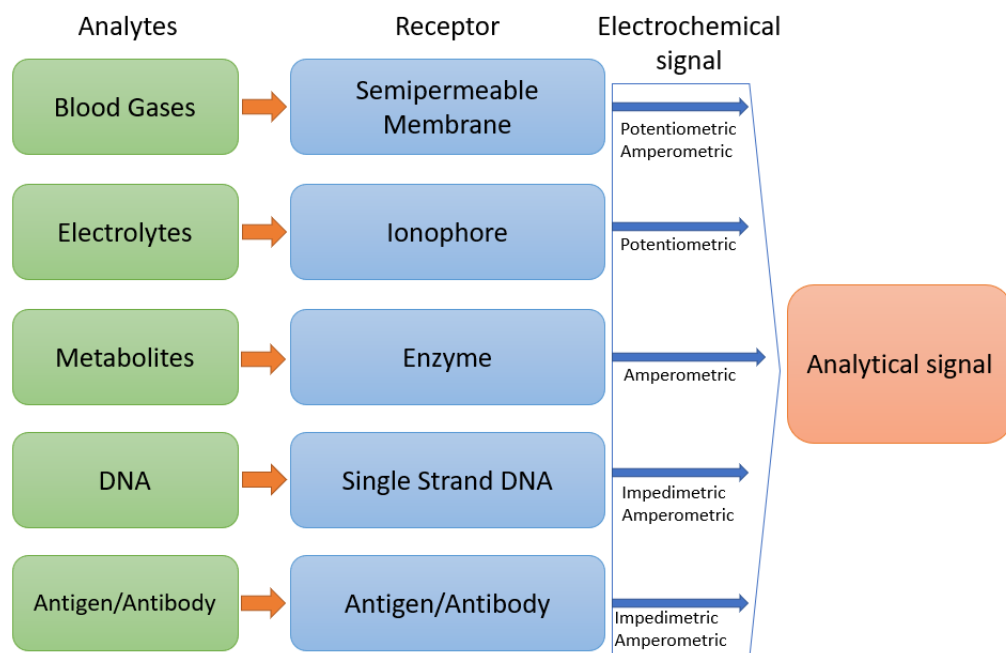 Analytes
Receptor
Electrochemical
signal
Blood Gases
Semipermeable
Membrane
Potentiometric
Amperometric
Electrolytes
Ionophore
Potentiometric
Metabolites
Enzyme
Amperometric
Analytical signal
DNA
Single Strand DNA
Impedimetric
Amperometric
Antigen/Antibody
Antigen/Antibody
Impedimetric
Amperometric